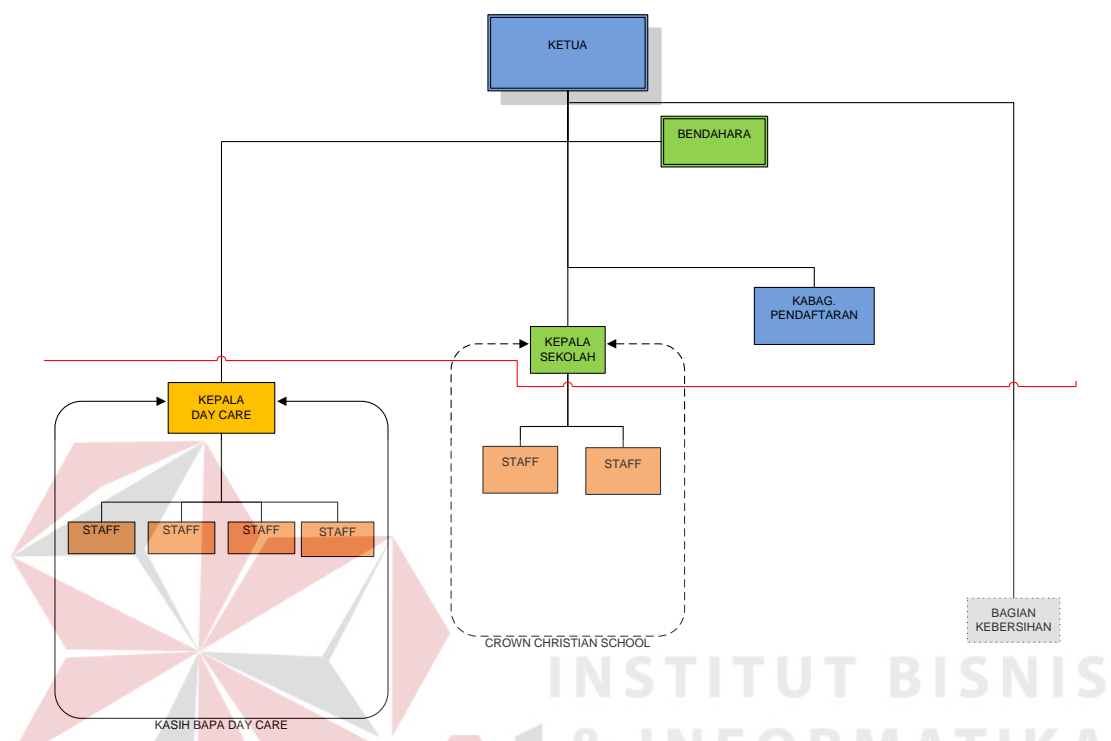 KETUA
BENDAHARA
KABAG.
PENDAFTARAN
KEPALA
SEKOLAH
KEPALA
DAY CARE
STAFF
STAFF
STAFF
STAFF
STAFF
STAFF
BAGIAN
KEBERSIHAN
CROWN CHRISTIAN SCHOOL
KASIH BAPA DAY CARE
INSTITUT BISNIS
& INFORMATIKA